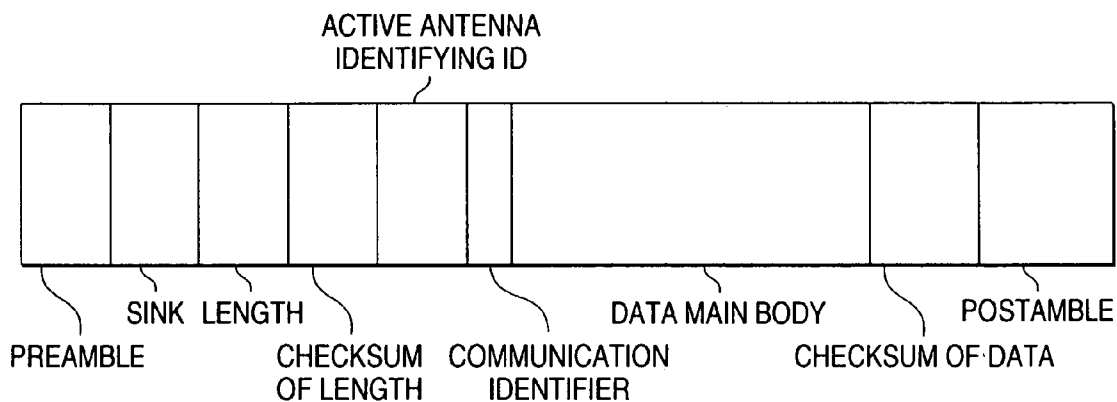 ACTIVE ANTENNA
IDENTIFYING ID
SINK LENGTH
DATA MAIN BODY
POSTAMBLE
PREAMBLE
CHECKSUM
OF LENGTH
COMMUNICATION
IDENTIFIER
CHECKSUM OF DATA